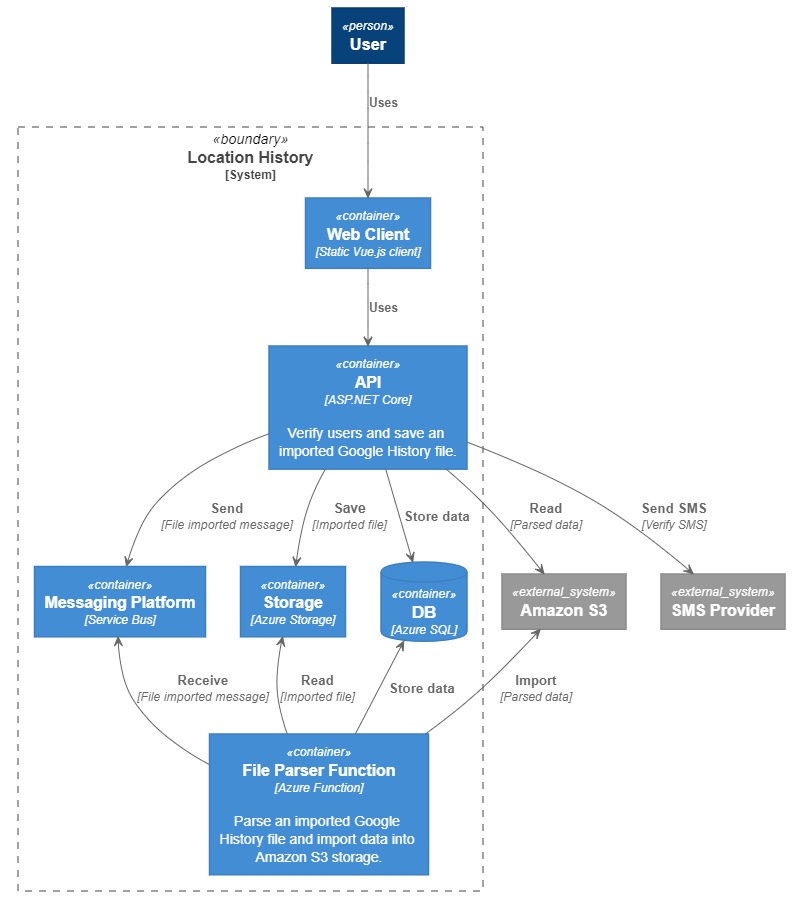 «person»
User
Uses
«boundary»
Location History
[System]
«container»
Web Client
[Static Vue.js client]
Uses
«container»
API
[ASP.NET Core]
Verify users and save an
imported Google History file.
Send
[File imported message]
Save
[Imported file]
Store data
Read
[Parsed data]
Send SMS
[Verify SMS]
«container»
Messaging Platform
[Service Bus]
«container»
Storage
[Azure Storage]
«container»
DB
[Azure SQL]
«external_system»
Amazon S3
«external_system»
SMS Provider
Receive
[File imported message]
Read
[Imported file]
Store data
Import
[Parsed data]
«container»
File Parser Function
[Azure Function]
Parse an imported Google
History file and import data into
Amazon S3 storage.